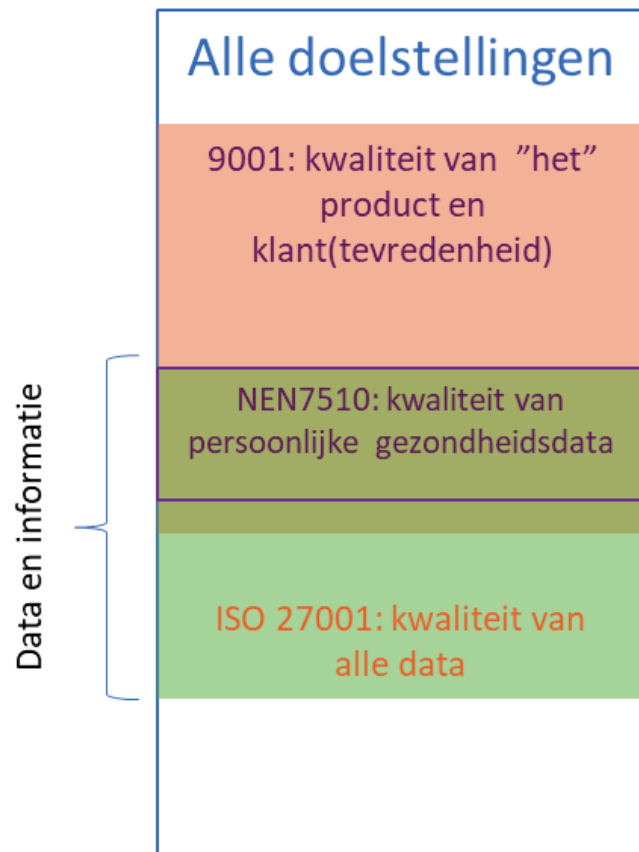 Alle doelstellingen
9001: kwaliteit van ”het”
product en
klant(tevredenheid)
Data en informatie
NEN7510: kwaliteit van
persoonlijke gezondheidsdata
ISO 27001: kwaliteit van
alle data